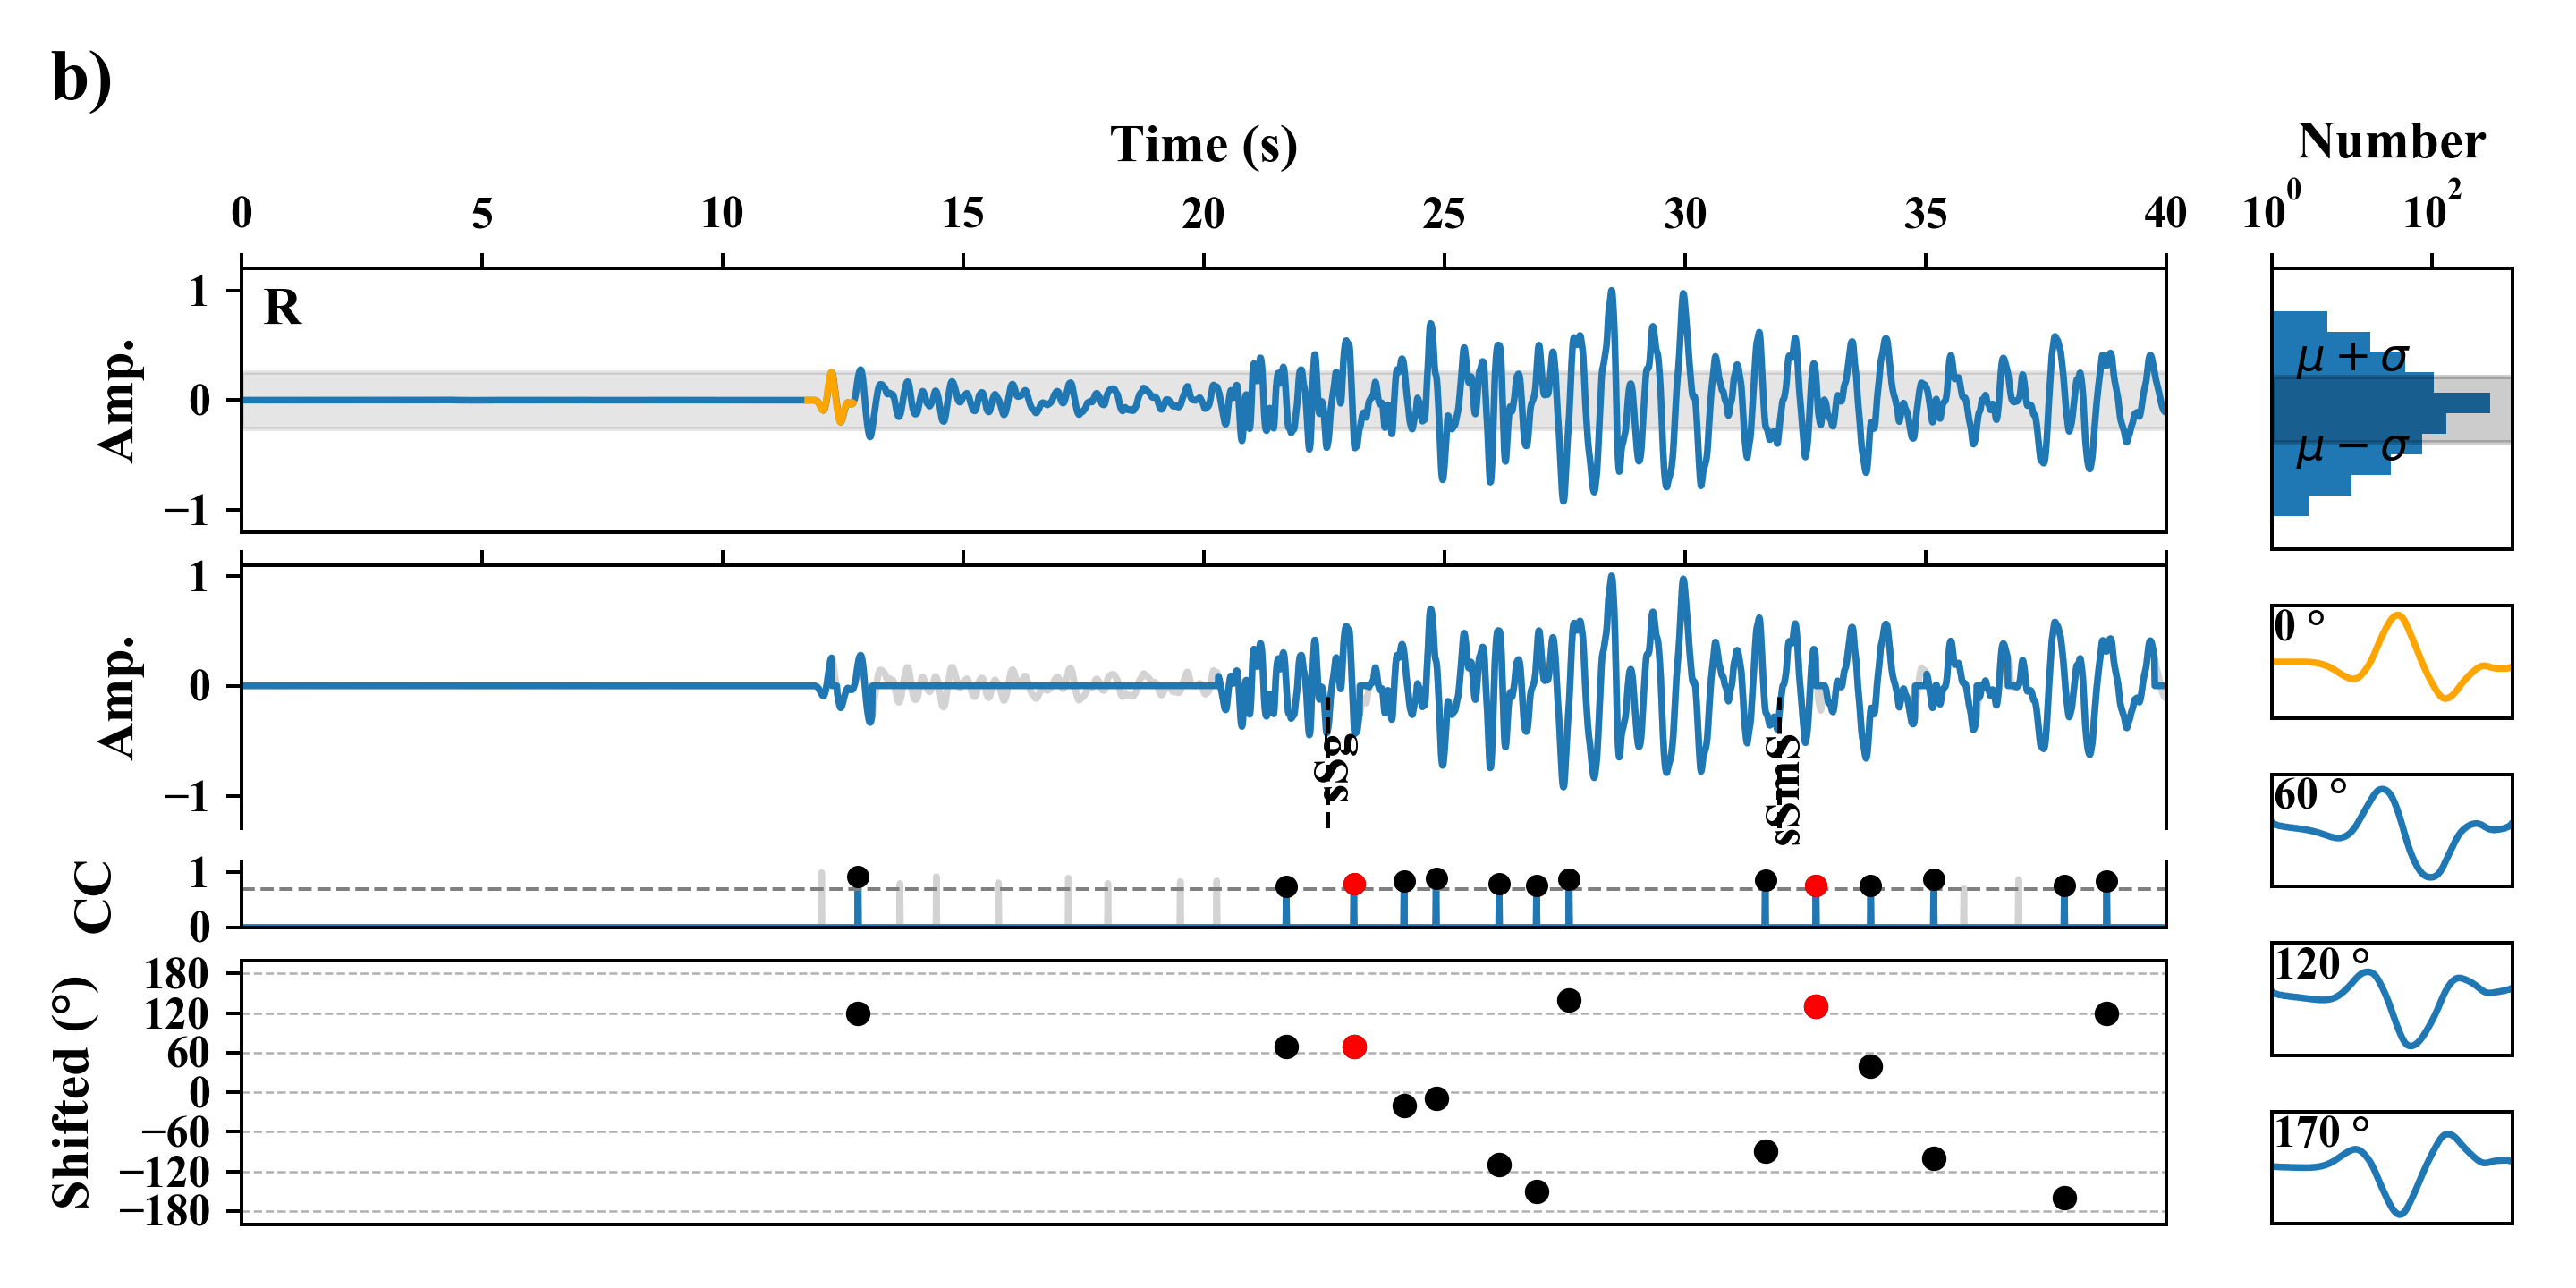 b)
Time (s)
Number
0 5 10 15 20 25 30 35 40
10^0 10^2
R
Amp.
1
0
−1
μ + σ
μ − σ
Amp.
1
0
−1
sSg
sSmS
0 °
60 °
120 °
170 °
CC
1
0
Shifted (°)
180
120
60
0
−60
−120
−180